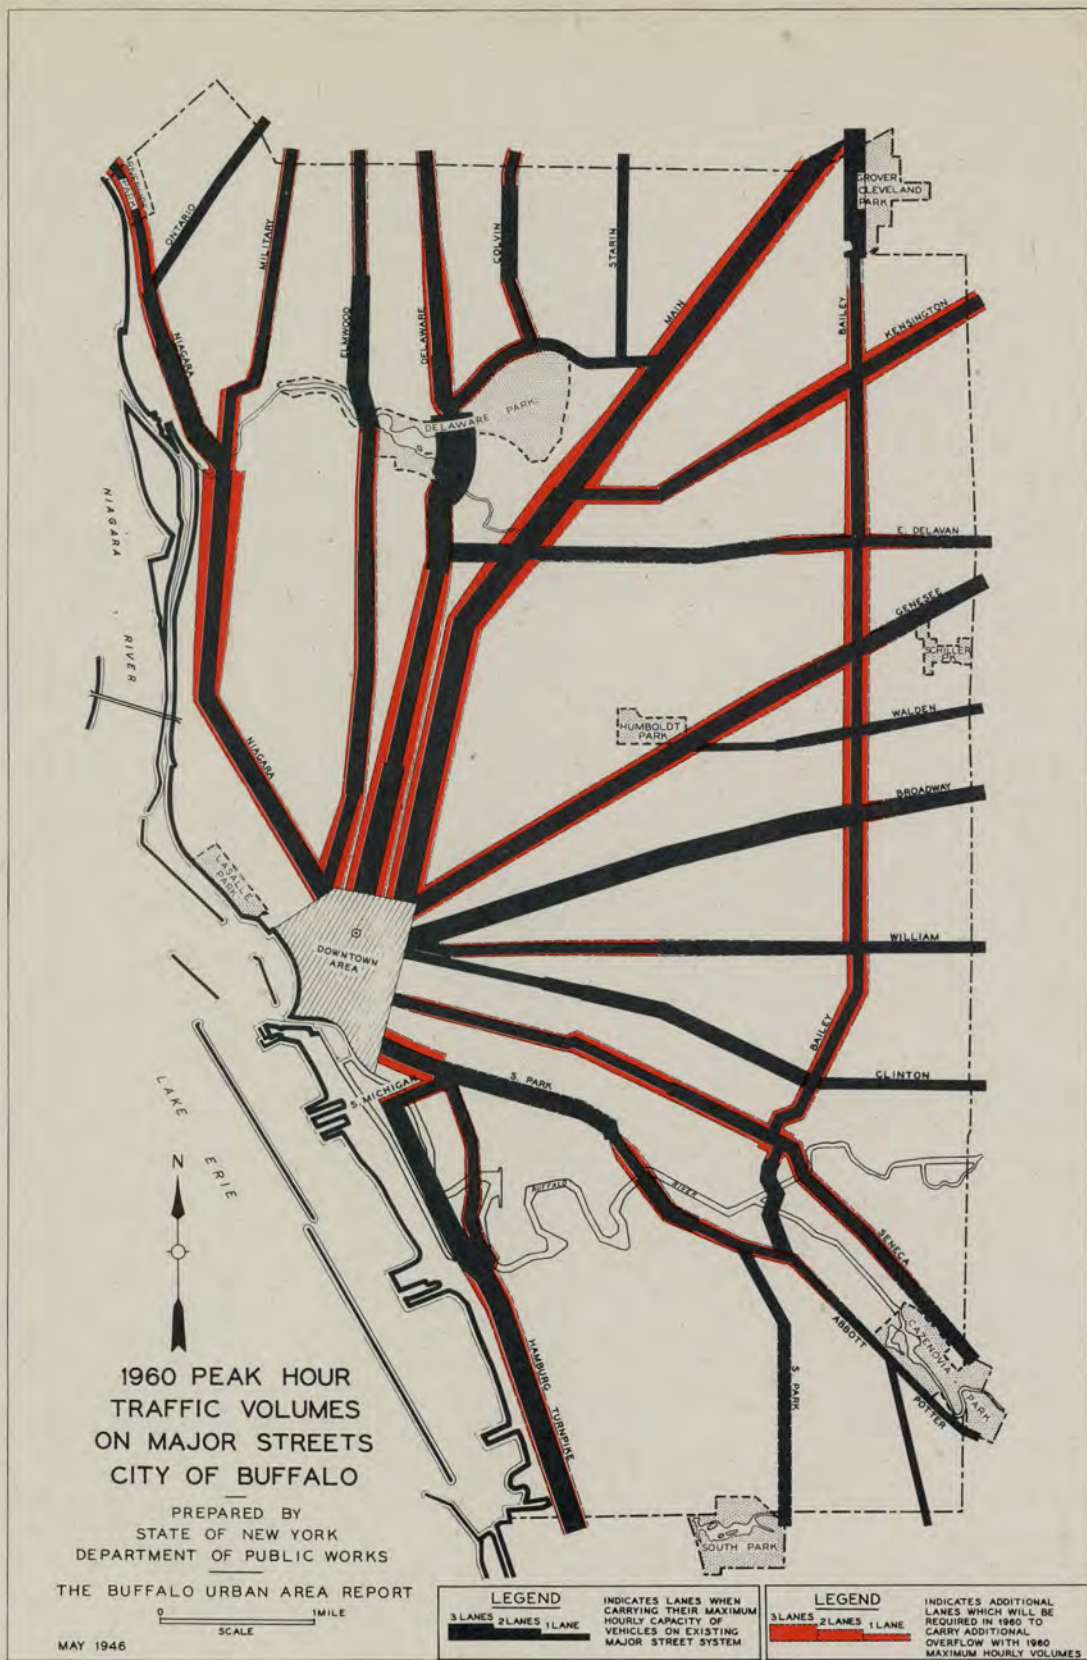 RIVERSIDE PARK
ONTARIO
MILITARY
ELMWOOD
DELAWARE
COLVIN
STARIN
MAIN
BAILEY
GROVER
CLEVELAND
PARK
KENSINGTON
NIAGARA
DELAWARE PARK
NIAGARA
RIVER
E. DELAVAN
GENESEE
SCHILLER
PK.
HUMBOLDT
PARK
WALDEN
NIAGARA
BROADWAY
LASALLE
PARK
DOWNTOWN
AREA
WILLIAM
BAILEY
CLINTON
S. MICHIGAN
S. PARK
LAKE
ERIE
N
BUFFALO
RIVER
SENECA
CAZENOVIA
PARK
ABBOTT
POTTER
S. PARK
HAMBURG TURNPIKE
SOUTH PARK
1960 PEAK HOUR
TRAFFIC VOLUMES
ON MAJOR STREETS
CITY OF BUFFALO
PREPARED BY
STATE OF NEW YORK
DEPARTMENT OF PUBLIC WORKS
THE BUFFALO URBAN AREA REPORT
0 1 MILE
SCALE
MAY 1946
LEGEND
3 LANES 2 LANES 1 LANE
INDICATES LANES WHEN
CARRYING THEIR MAXIMUM
HOURLY CAPACITY OF
VEHICLES ON EXISTING
MAJOR STREET SYSTEM
LEGEND
3 LANES 2 LANES 1 LANE
INDICATES ADDITIONAL
LANES WHICH WILL BE
REQUIRED IN 1960 TO
CARRY ADDITIONAL
OVERFLOW WITH 1960
MAXIMUM HOURLY VOLUMES